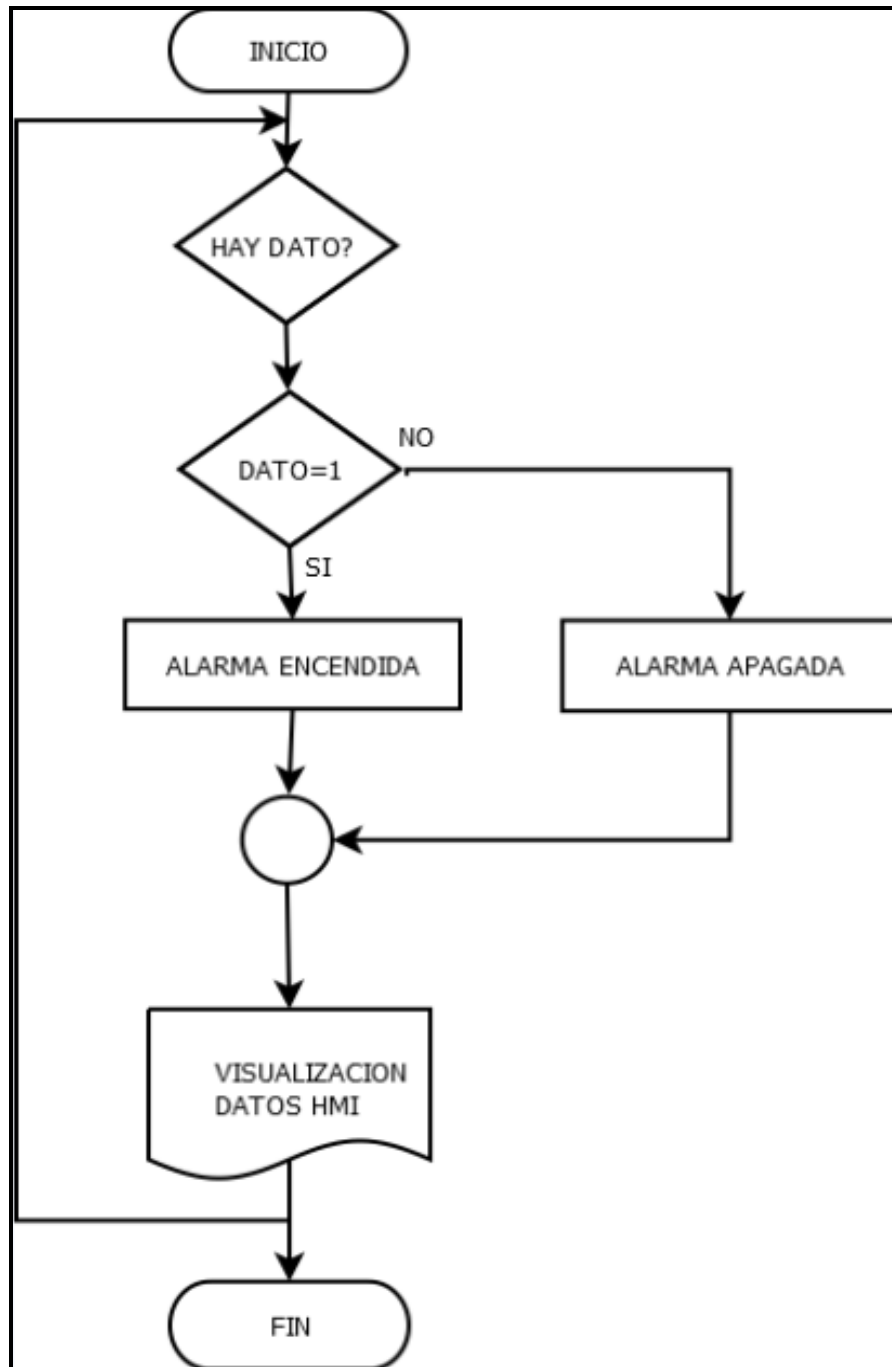 INICIO
HAY DATO?
DATO=1
NO
SI
ALARMA ENCENDIDA
ALARMA APAGADA
VISUALIZACION
DATOS HMI
FIN